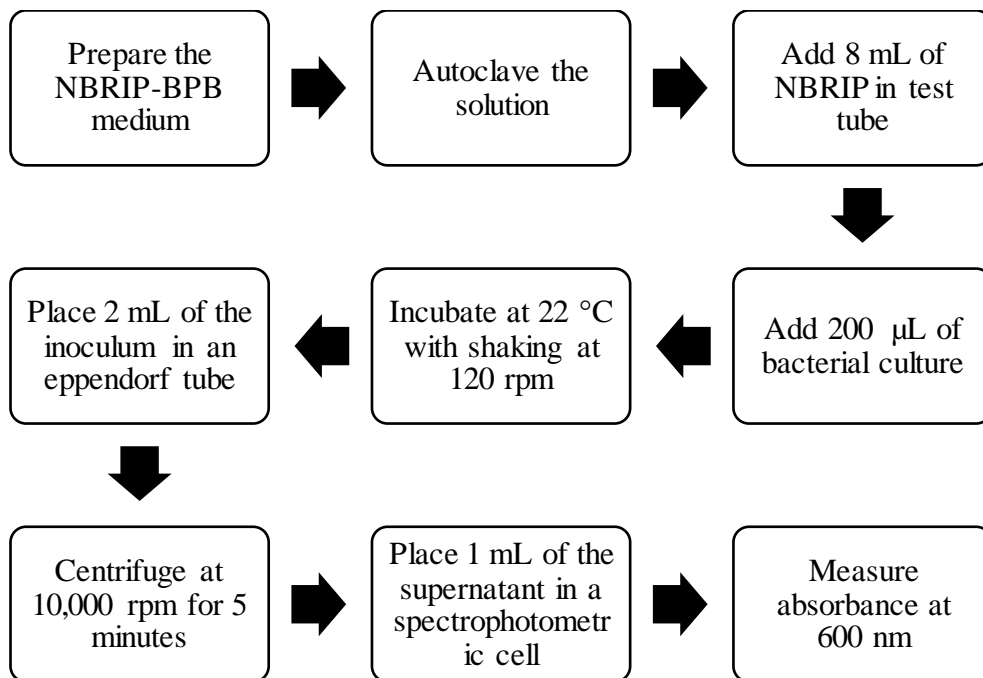 Prepare the
NBRIP-BPB
medium
Autoclave the
solution
Add 8 mL of
NBRIP in test
tube
Add 200 µL of
bacterial culture
Incubate at 22 °C
with shaking at
120 rpm
Place 2 mL of the
inoculum in an
eppendorf tube
Centrifuge at
10,000 rpm for 5
minutes
Place 1 mL of the
supernatant in a
spectrophotometr
ic cell
Measure
absorbance at
600 nm